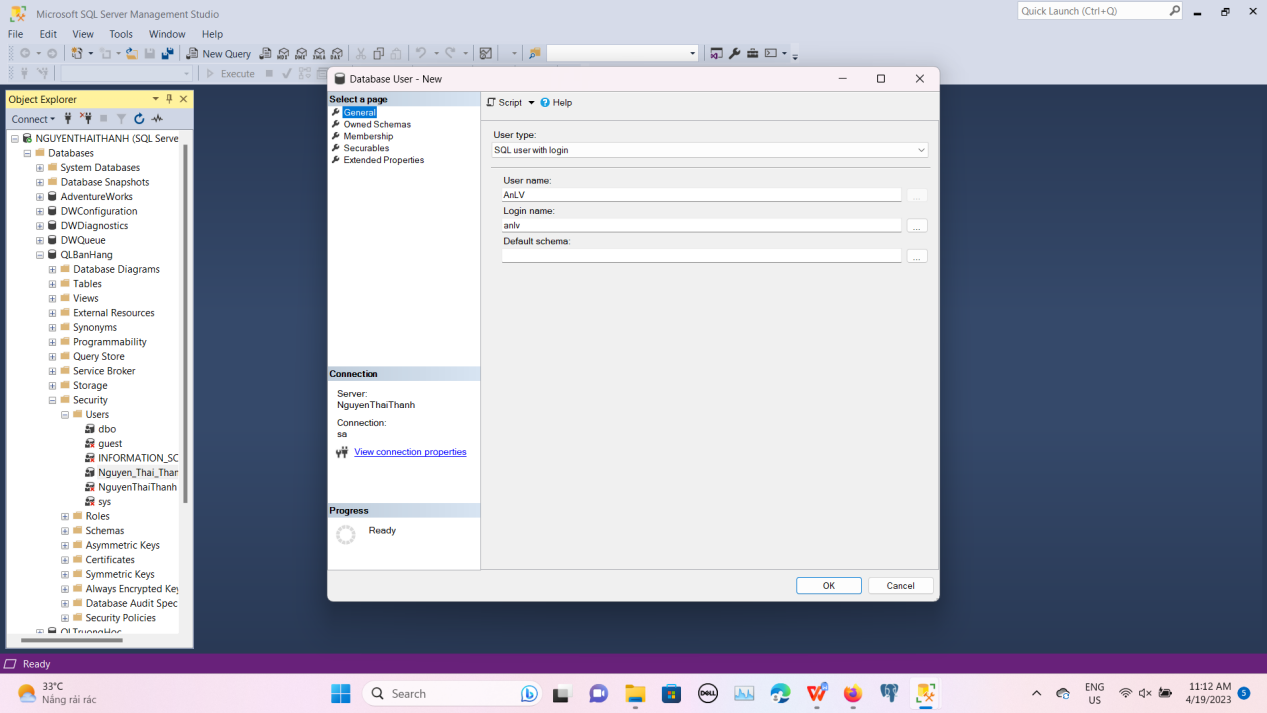 Microsoft SQL Server Management Studio
Quick Launch (Ctrl+Q)
File Edit View Tools Window Help
New Query
MDX DMX XMLA DAX
Execute
Object Explorer
Connect
NGUYENTHAITHANH (SQL Serve
Databases
System Databases
Database Snapshots
AdventureWorks
DWConfiguration
DWDiagnostics
DWQueue
QLBanHang
Database Diagrams
Tables
Views
External Resources
Synonyms
Programmability
Query Store
Service Broker
Storage
Security
Users
dbo
guest
INFORMATION_SC
Nguyen_Thai_Than
NguyenThaiThanh
sys
Roles
Schemas
Asymmetric Keys
Certificates
Symmetric Keys
Always Encrypted Key
Database Audit Spec
Security Policies
QLTruongHoc
Database User - New
Select a page
General
Owned Schemas
Membership
Securables
Extended Properties
Connection
Server:
NguyenThaiThanh
Connection:
sa
View connection properties
Progress
Ready
Script Help
User type:
SQL user with login
User name:
AnLV
...
Login name:
anlv
...
Default schema:
...
OK Cancel
Ready
33°C
Nắng rải rác
Search
DELL
ENG
US
11:12 AM
4/19/2023
5